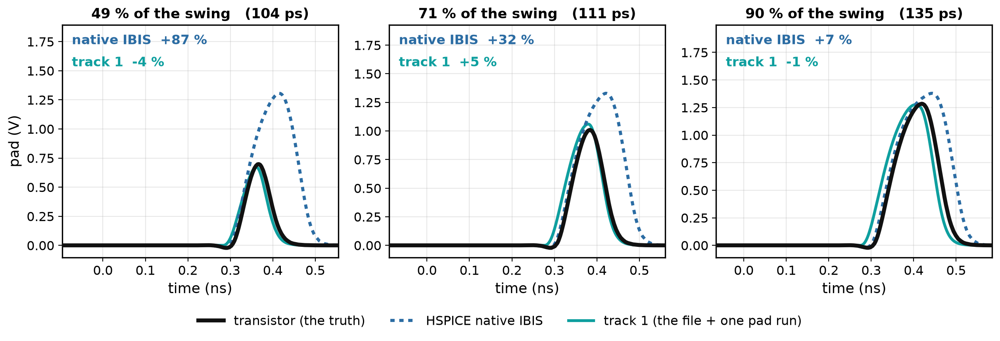 49 % of the swing (104 ps)
native IBIS +87 %
track 1 -4 %
1.75
1.50
1.25
1.00
0.75
0.50
0.25
0.00
pad (V)
0.0 0.1 0.2 0.3 0.4 0.5
time (ns)
71 % of the swing (111 ps)
native IBIS +32 %
track 1 +5 %
1.75
1.50
1.25
1.00
0.75
0.50
0.25
0.00
0.0 0.1 0.2 0.3 0.4 0.5
time (ns)
90 % of the swing (135 ps)
native IBIS +7 %
track 1 -1 %
1.75
1.50
1.25
1.00
0.75
0.50
0.25
0.00
0.0 0.1 0.2 0.3 0.4 0.5
time (ns)
transistor (the truth) HSPICE native IBIS track 1 (the file + one pad run)